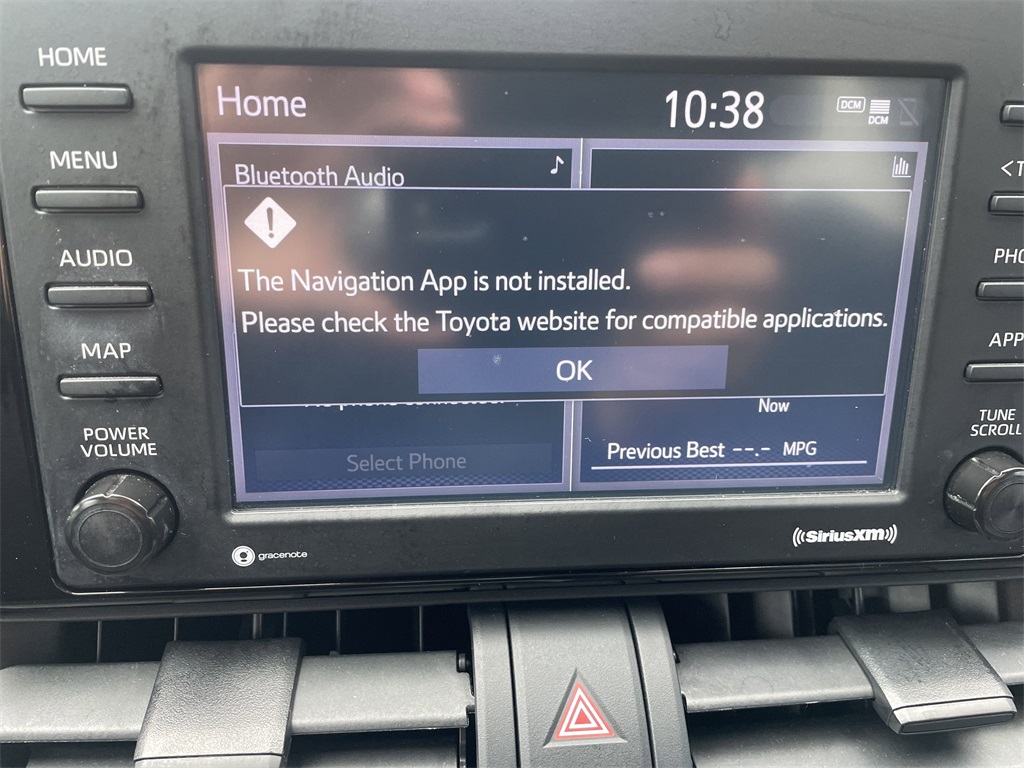 HOME
MENU
AUDIO
MAP
POWER
VOLUME
Home
10:38
DCM
DCM
Bluetooth Audio
The Navigation App is not installed.
Please check the Toyota website for compatible applications.
OK
Select Phone
Now
Previous Best --.- MPG
gracenote
SiriusXM
<T
PHO
APP
TUNE
SCROLL